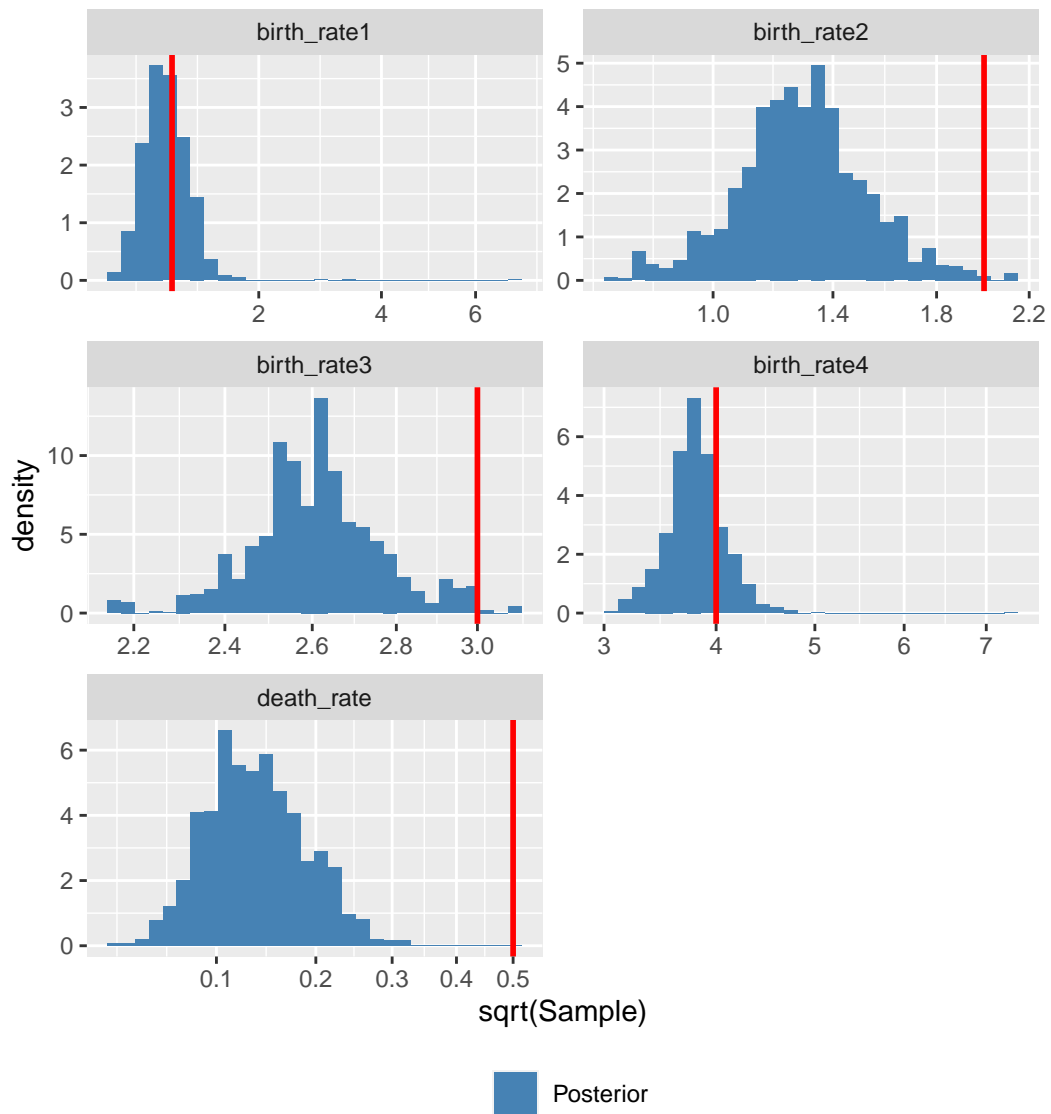 birth_rate1
birth_rate2
3
2
1
0
2 4 6
5
4
3
2
1
0
1.0 1.4 1.8 2.2
birth_rate3
birth_rate4
10
5
0
2.2 2.4 2.6 2.8 3.0
6
4
2
0
3 4 5 6 7
death_rate
6
4
2
0
0.1 0.2 0.3 0.4 0.5
density
sqrt(Sample)
Posterior